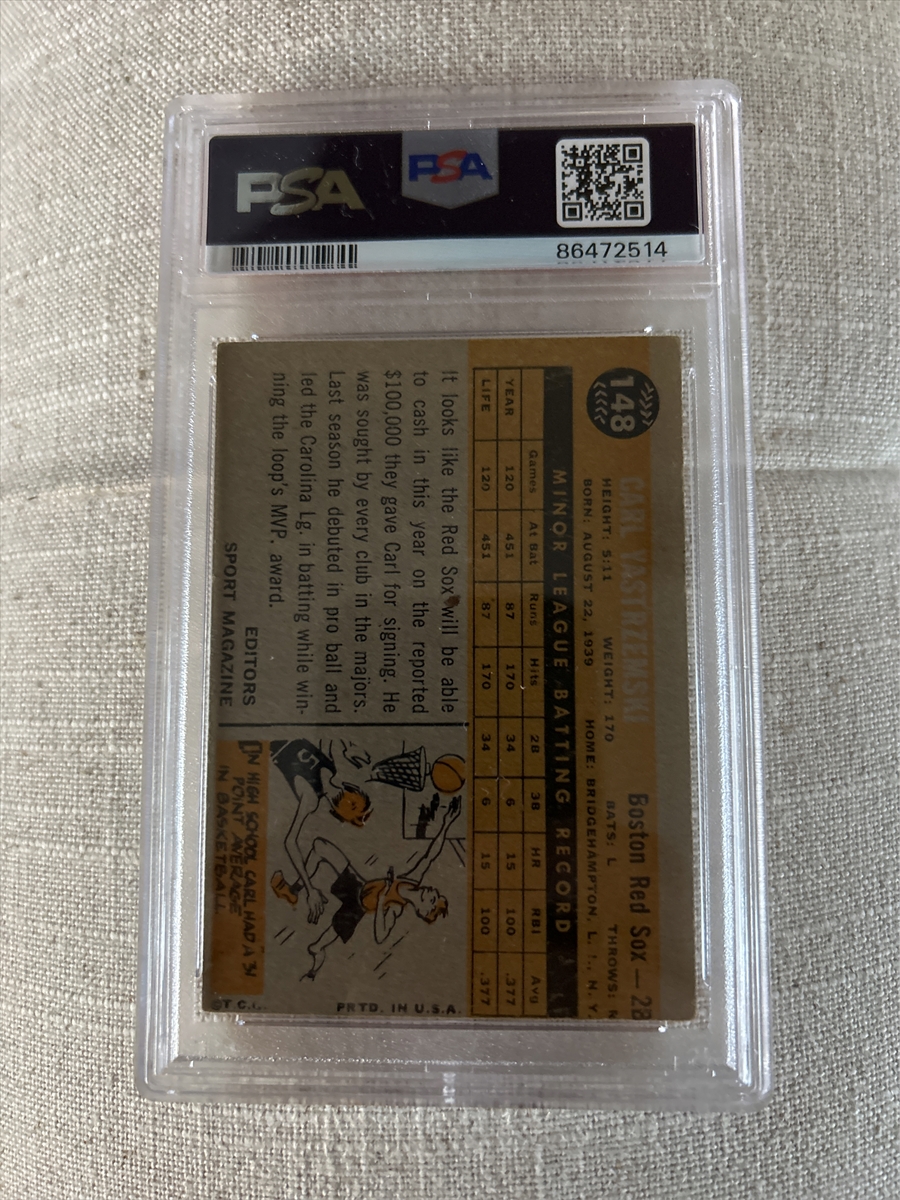 PSA
PSA
86472514
148
CARL YASTRZEMSKI Boston Red Sox — 2B
HEIGHT: 5:11 WEIGHT: 170 BATS: L THROWS:
BORN: AUGUST 22, 1939 HOME: BRIDGEHAMPTON, L. I., N. Y.
MINOR LEAGUE BATTING RECORD
Games At Bat Runs Hits 2B 3B HR RBI Avg
YEAR 120 451 87 170 34 6 15 100 .377
LIFE 120 451 87 170 34 6 15 100 .377
It looks like the Red Sox will be able
to cash in this year on the reported
$100,000 they gave Carl for signing. He
was sought by every club in the majors.
Last season he debuted in pro ball and
led the Carolina Lg. in batting while win-
ning the loop's MVP. award.
EDITORS
SPORT MAGAZINE
5
IN HIGH SCHOOL CARL HAD A 31
POINT AVERAGE
IN BASKETBALL
©T.C.G. PRTD. IN U.S.A.